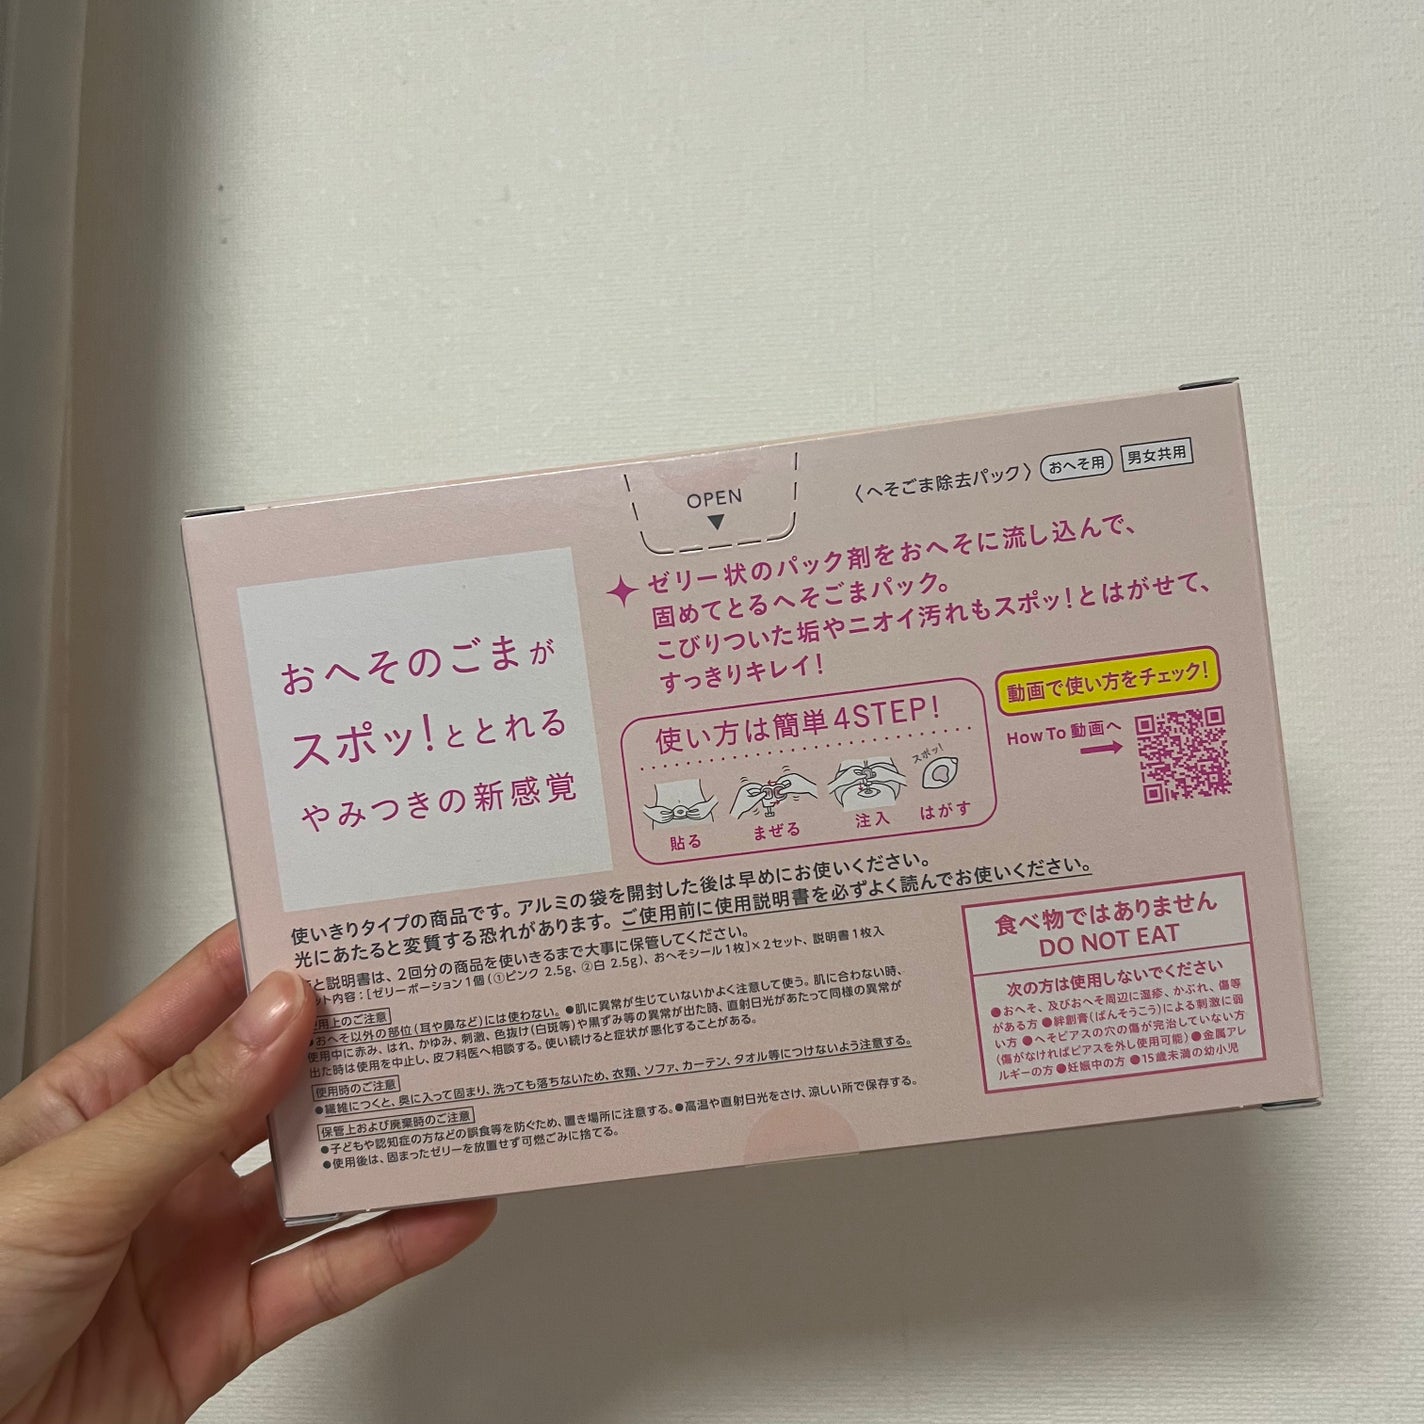 OPEN
〈へそごま除去パック〉 おへそ用 男女共用
おへそのごまが
スポッ!ととれる
やみつきの新感覚
ゼリー状のパック剤をおへそに流し込んで、
固めてとるへそごまパック。
こびりついた垢やニオイ汚れもスポッ!とはがせて、
すっきりキレイ!
使い方は簡単4STEP!
スポッ!
貼る まぜる 注入 はがす
動画で使い方をチェック!
How To 動画へ
使いきりタイプの商品です。アルミの袋を開封した後は早めにお使いください。
光にあたると変質する恐れがあります。ご使用前に使用説明書を必ずよく読んでお使いください。
と説明書は、2回分の商品を使いきるまで大事に保管してください。
ット内容:[ゼリーポーション1個(①ピンク 2.5g、②白 2.5g)、おへそシール1枚]×2セット、説明書1枚入
用上のご注意
●おへそ以外の部位(耳や鼻など)には使わない。●肌に異常が生じていないかよく注意して使う。肌に合わない時、
使用中に赤み、はれ、かゆみ、刺激、色抜け(白斑等)や黒ずみ等の異常が出た時、直射日光があたって同様の異常が
出た時は使用を中止し、皮フ科医へ相談する。使い続けると症状が悪化することがある。
使用時のご注意
●繊維につくと、奥に入って固まり、洗っても落ちないため、衣類、ソファ、カーテン、タオル等につけないよう注意する。
保管上および廃棄時のご注意
●子どもや認知症の方などの誤食等を防ぐため、置き場所に注意する。●高温や直射日光をさけ、涼しい所で保存する。
●使用後は、固まったゼリーを放置せず可燃ごみに捨てる。
食べ物ではありません
DO NOT EAT
次の方は使用しないでください
●おへそ、及びおへそ周辺に湿疹、かぶれ、傷等
がある方 ●絆創膏(ばんそうこう)による刺激に弱
い方 ●へそピアスの穴の傷が完治していない方
(傷がなければピアスを外し使用可能) ●金属アレ
ルギーの方 ●妊娠中の方 ●15歳未満の幼小児